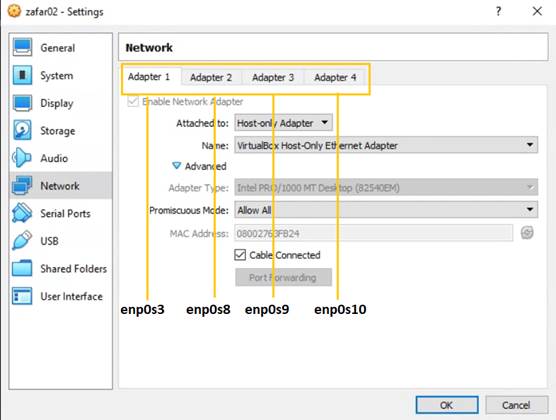 zafar02 - Settings
?
General
System
Display
Storage
Audio
Network
Serial Ports
USB
Shared Folders
User Interface
Network
Adapter 1 Adapter 2 Adapter 3 Adapter 4
Enable Network Adapter
Attached to: Host-only Adapter
Name: VirtualBox Host-Only Ethernet Adapter
Advanced
Adapter Type: Intel PRO/1000 MT Desktop (82540EM)
Promiscuous Mode: Allow All
MAC Address: 08002763FB24
Cable Connected
Port Forwarding
enp0s3 enp0s8 enp0s9 enp0s10
OK Cancel